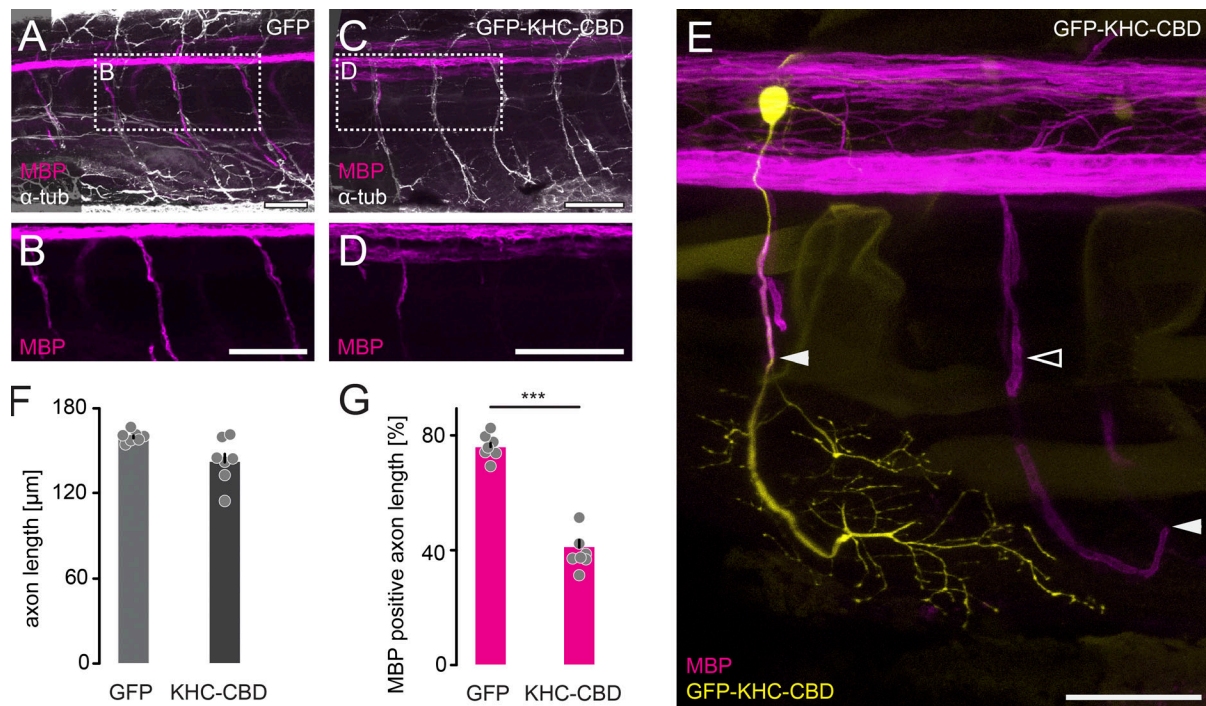 A
GFP
B
MBP
α-tub
C
GFP-KHC-CBD
D
MBP
α-tub
B
MBP
D
MBP
E
GFP-KHC-CBD
MBP
GFP-KHC-CBD
F
axon length [µm]
180
120
60
0
GFP KHC-CBD
G
MBP positive axon length [%]
***
80
40
0
GFP KHC-CBD